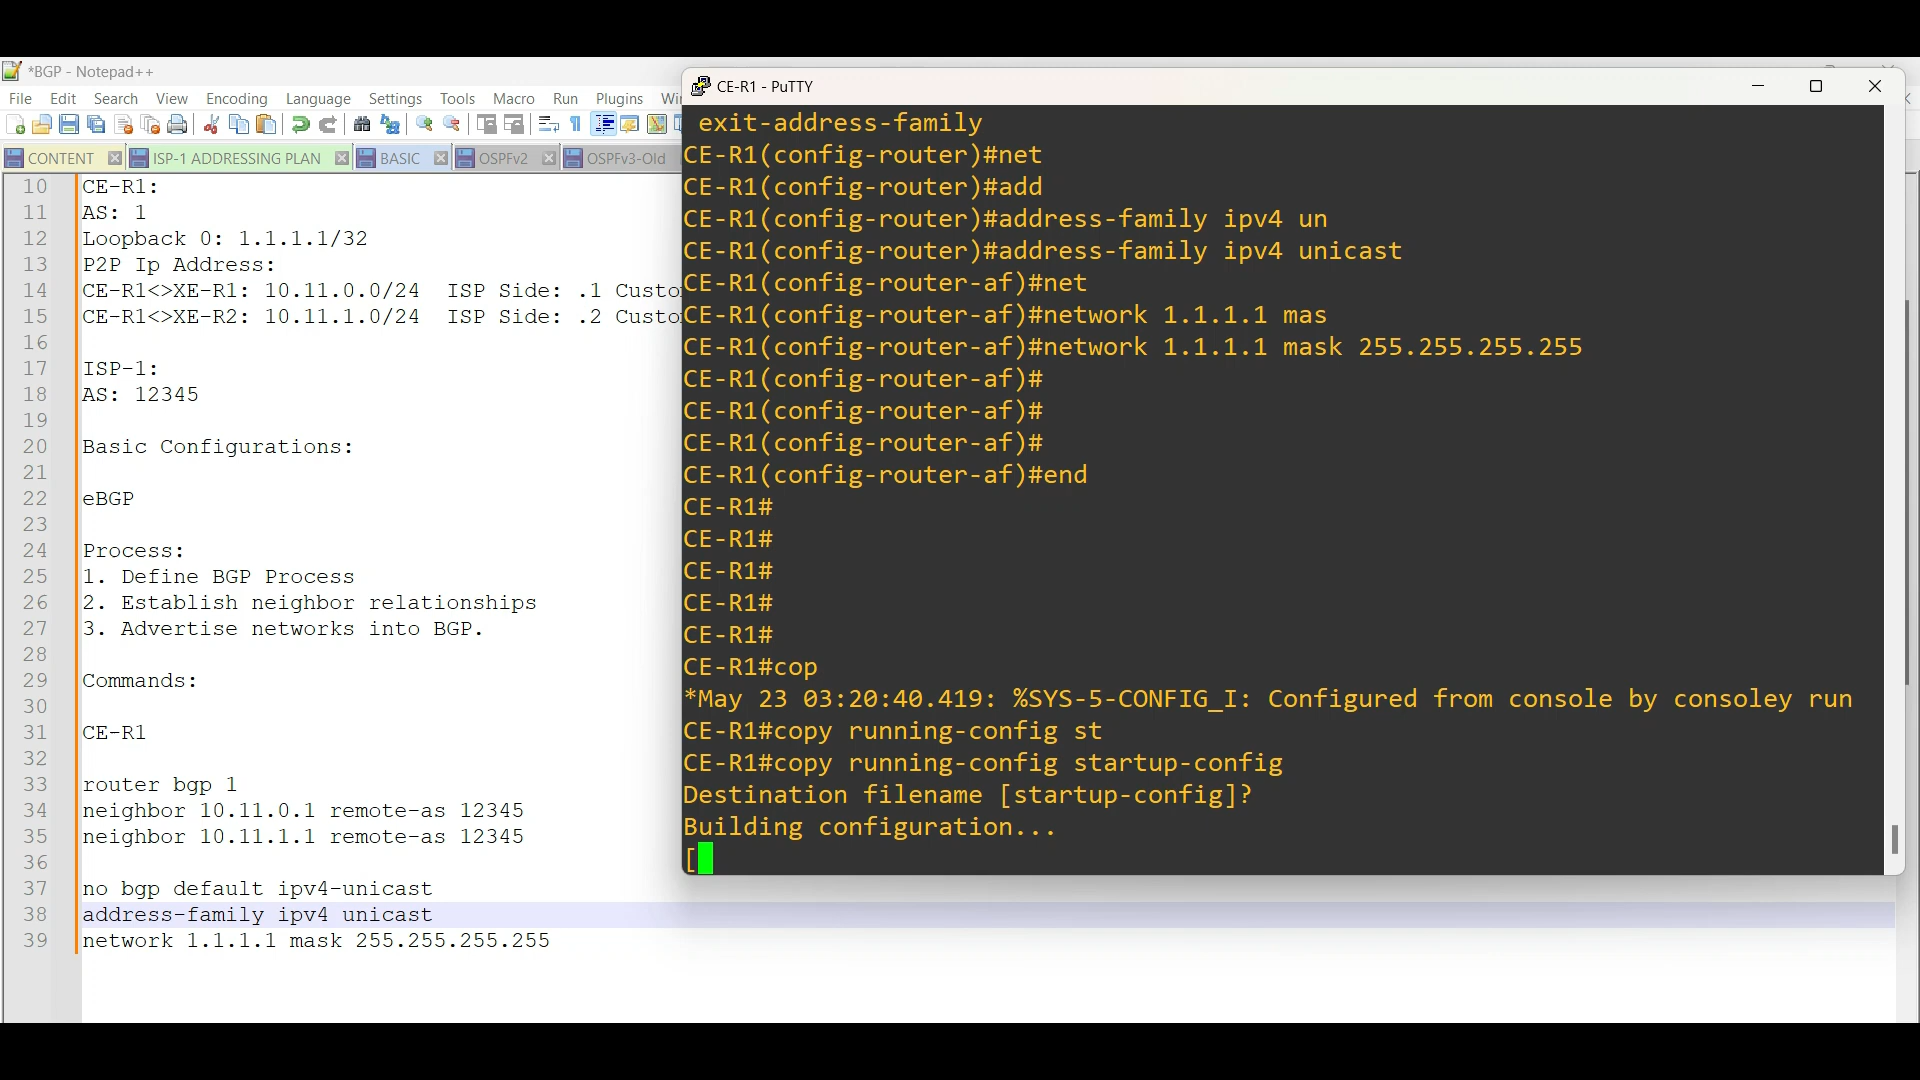 *BGP - Notepad++
File Edit Search View Encoding Language Settings Tools Macro Run Plugins Wi
CONTENT ISP-1 ADDRESSING PLAN BASIC OSPFv2 OSPFv3-Old
10 CE-R1:
11 AS: 1
12 Loopback 0: 1.1.1.1/32
13 P2P Ip Address:
14 CE-R1<>XE-R1: 10.11.0.0/24  ISP Side: .1 Custo
15 CE-R1<>XE-R2: 10.11.1.0/24  ISP Side: .2 Custo
16
17 ISP-1:
18 AS: 12345
19
20 Basic Configurations:
21
22 eBGP
23
24 Process:
25 1. Define BGP Process
26 2. Establish neighbor relationships
27 3. Advertise networks into BGP.
28
29 Commands:
30
31 CE-R1
32
33 router bgp 1
34 neighbor 10.11.0.1 remote-as 12345
35 neighbor 10.11.1.1 remote-as 12345
36
37 no bgp default ipv4-unicast
38 address-family ipv4 unicast
39 network 1.1.1.1 mask 255.255.255.255
CE-R1 - PuTTY
exit-address-family
CE-R1(config-router)#net
CE-R1(config-router)#add
CE-R1(config-router)#address-family ipv4 un
CE-R1(config-router)#address-family ipv4 unicast
CE-R1(config-router-af)#net
CE-R1(config-router-af)#network 1.1.1.1 mas
CE-R1(config-router-af)#network 1.1.1.1 mask 255.255.255.255
CE-R1(config-router-af)#
CE-R1(config-router-af)#
CE-R1(config-router-af)#
CE-R1(config-router-af)#end
CE-R1#
CE-R1#
CE-R1#
CE-R1#
CE-R1#
CE-R1#cop
*May 23 03:20:40.419: %SYS-5-CONFIG_I: Configured from console by consoley run
CE-R1#copy running-config st
CE-R1#copy running-config startup-config
Destination filename [startup-config]?
Building configuration...
[